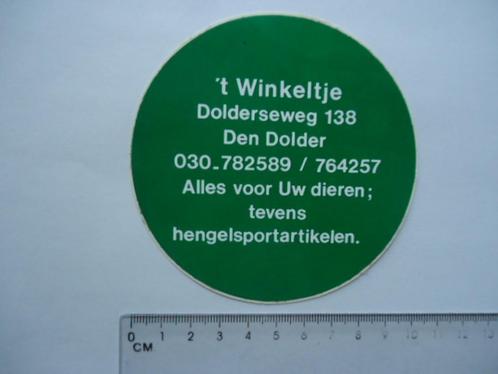 't Winkeltje
Dolderseweg 138
Den Dolder
030-782589 / 764257
Alles voor Uw dieren;
tevens
hengelsportartikelen.
0 1 2 3 4 5 6 7 8 9 10 11 12 13
CM